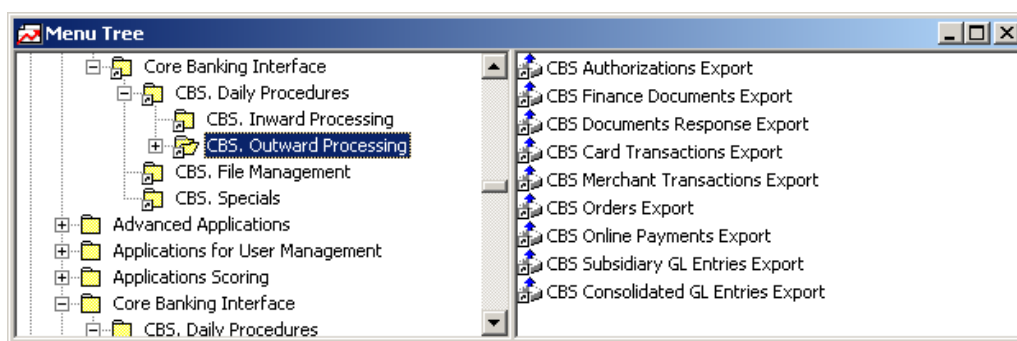 Menu Tree
Core Banking Interface
CBS. Daily Procedures
CBS. Inward Processing
CBS. Outward Processing
CBS. File Management
CBS. Specials
Advanced Applications
Applications for User Management
Applications Scoring
Core Banking Interface
CBS. Daily Procedures
CBS Authorizations Export
CBS Finance Documents Export
CBS Documents Response Export
CBS Card Transactions Export
CBS Merchant Transactions Export
CBS Orders Export
CBS Online Payments Export
CBS Subsidiary GL Entries Export
CBS Consolidated GL Entries Export